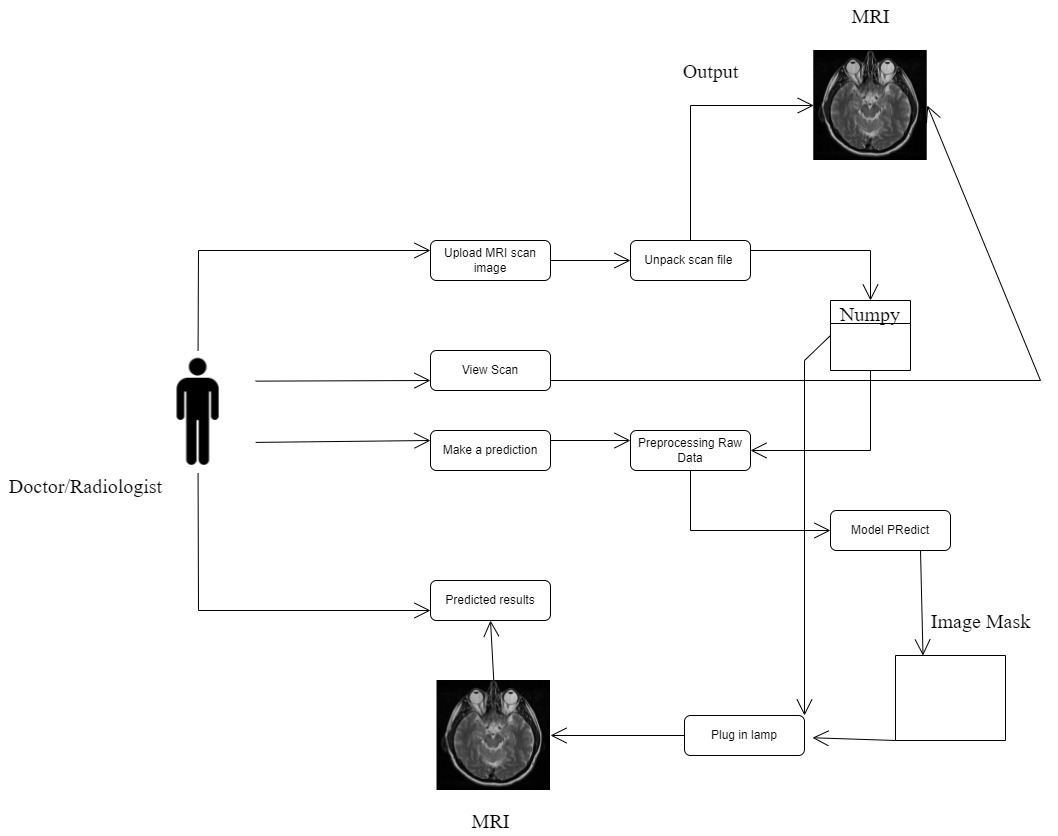 MRI
Output
Upload MRI scan
image
Unpack scan file
Numpy
View Scan
Make a prediction
Preprocessing Raw
Data
Doctor/Radiologist
Model PRedict
Predicted results
Image Mask
Plug in lamp
MRI